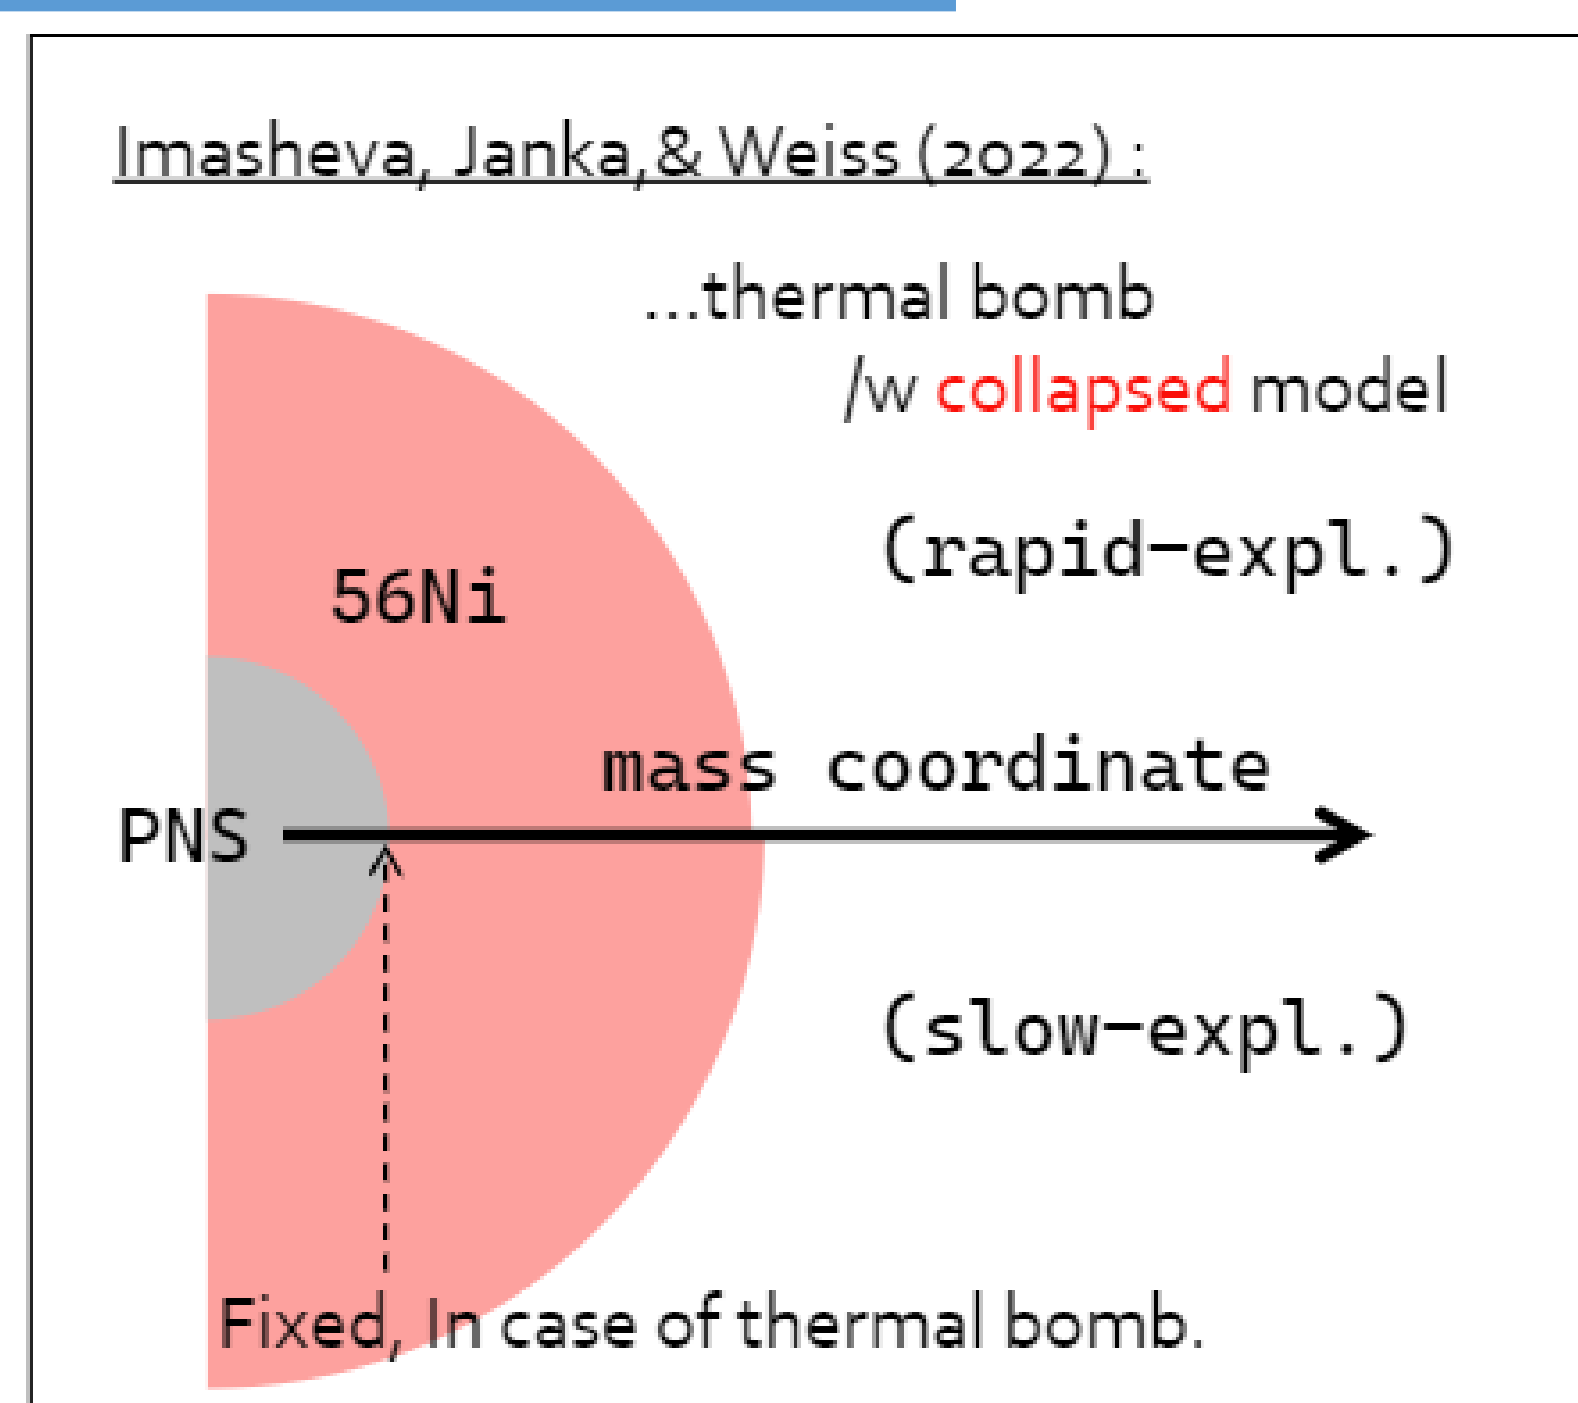 Imasheva, Janka,& Weiss (2022) :
...thermal bomb
/w collapsed model
(rapid-expl.)
56Ni
mass coordinate
PNS
(slow-expl.)
Fixed, In case of thermal bomb.